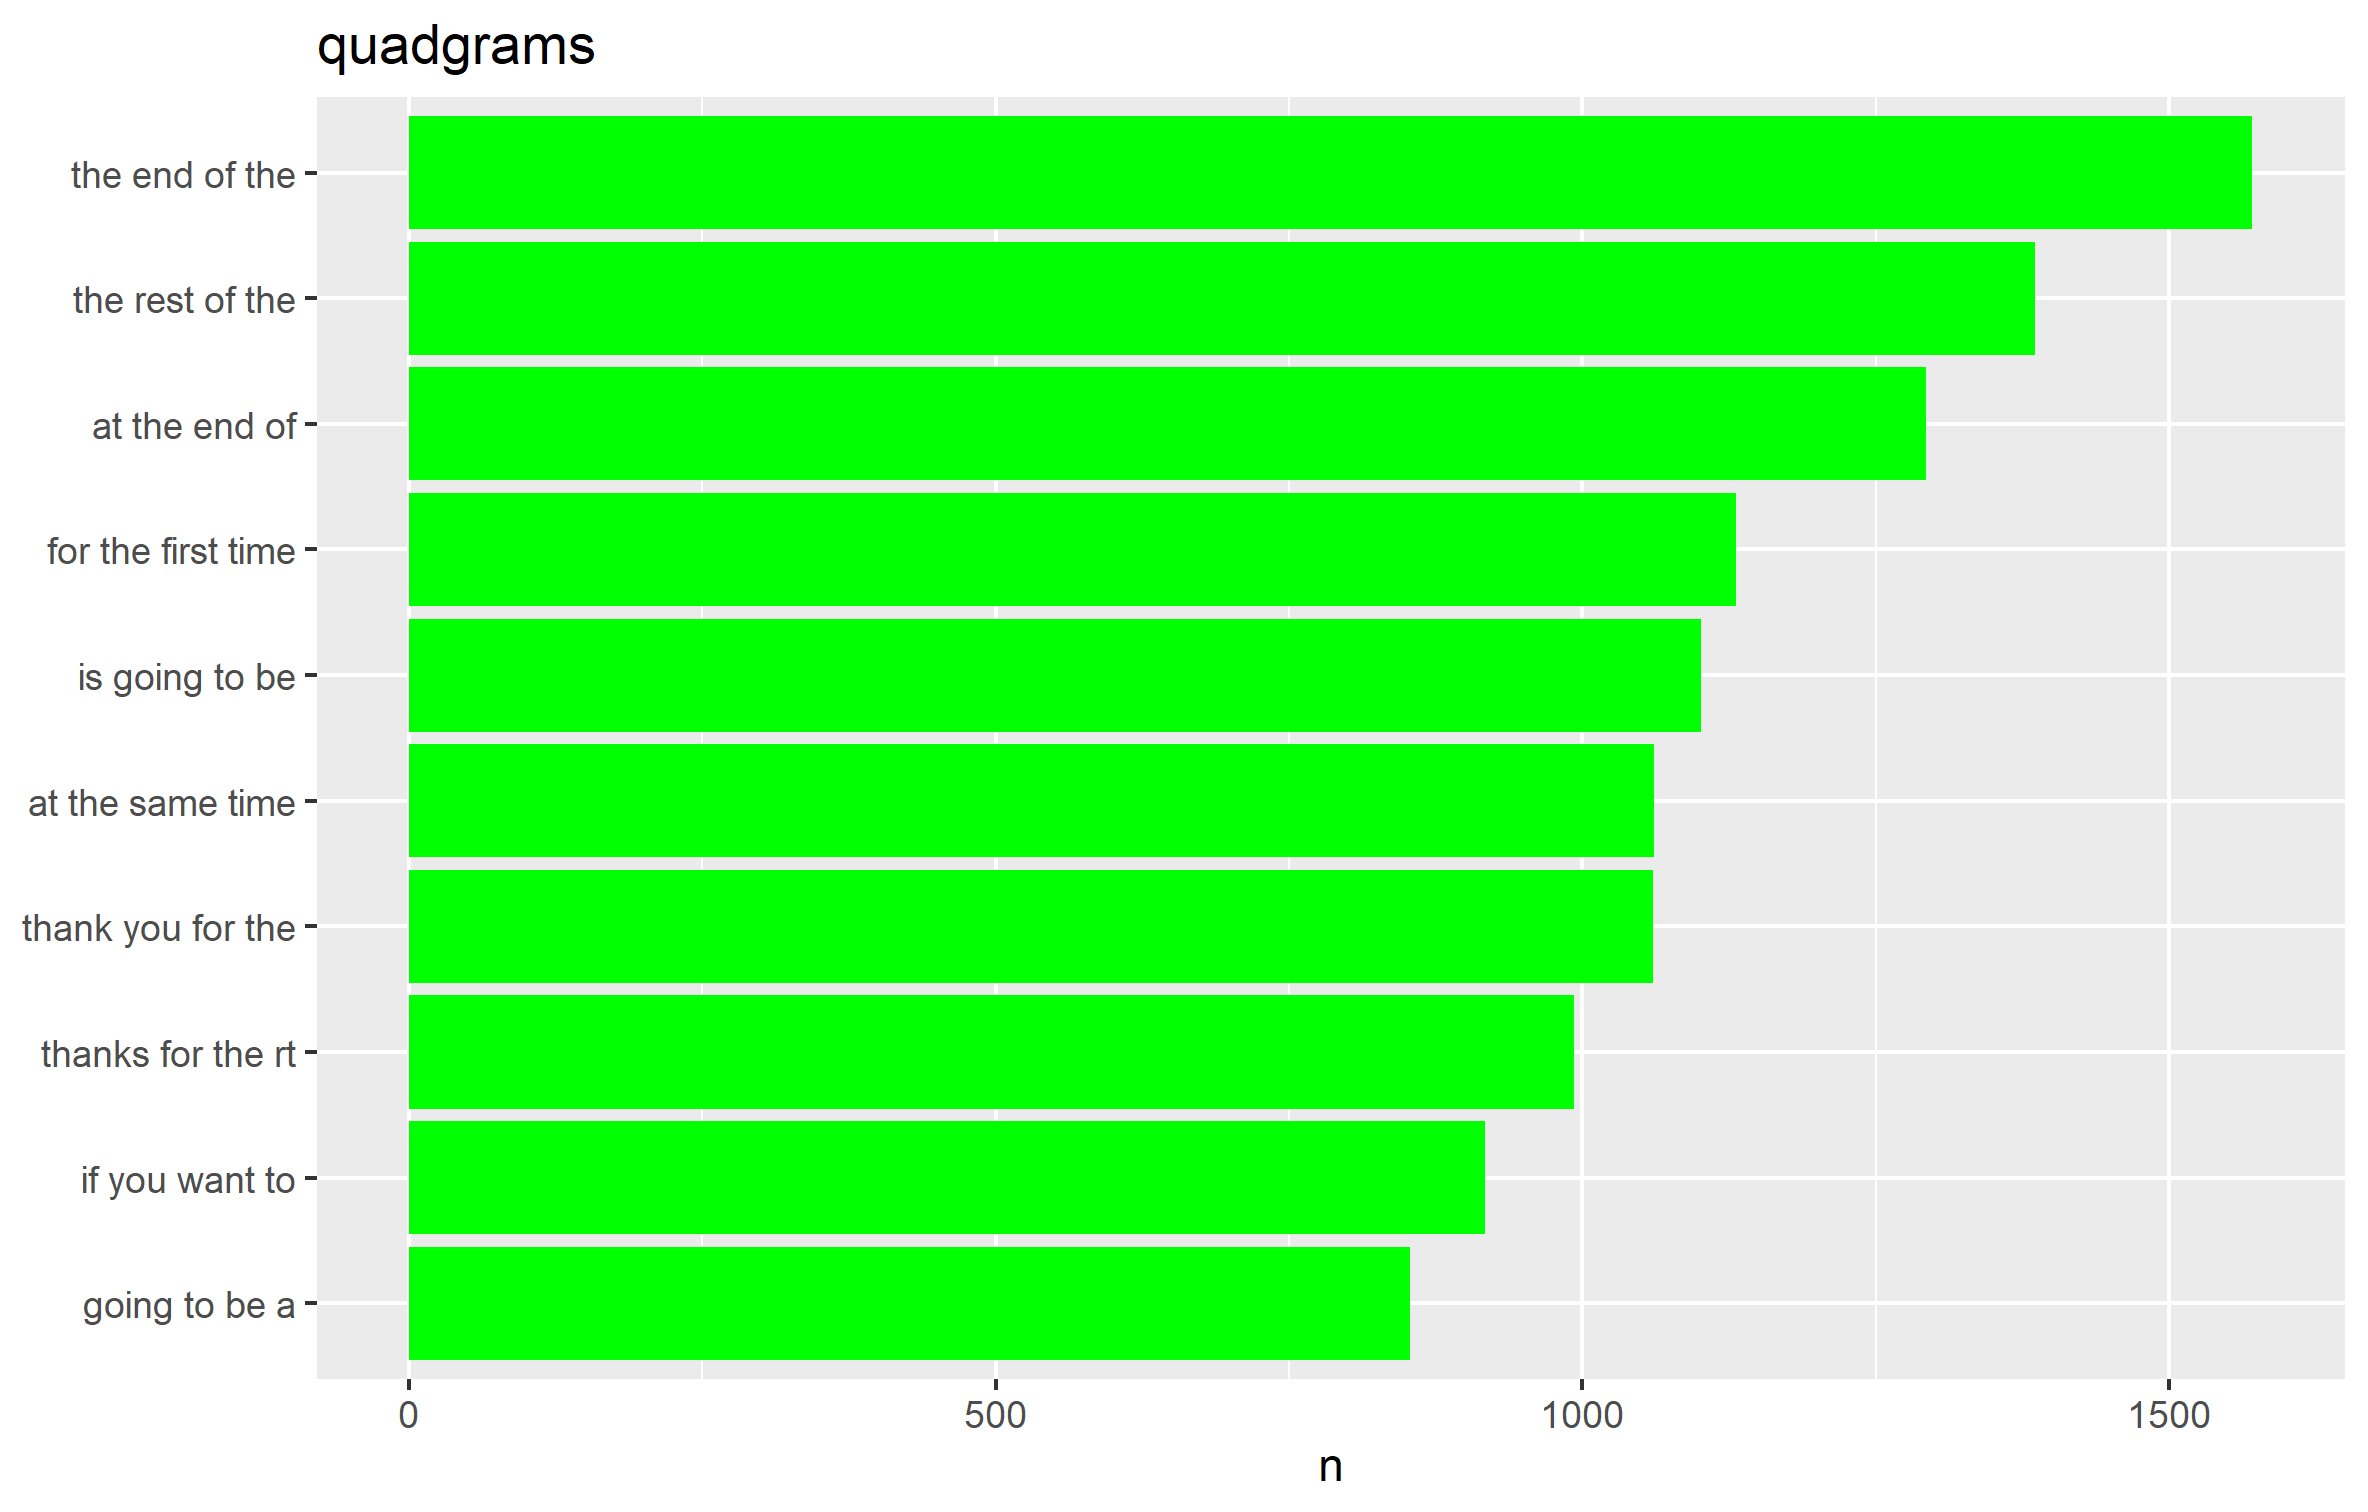 quadgrams
the end of the
the rest of the
at the end of
for the first time
is going to be
at the same time
thank you for the
thanks for the rt
if you want to
going to be a
0 500 1000 1500
n